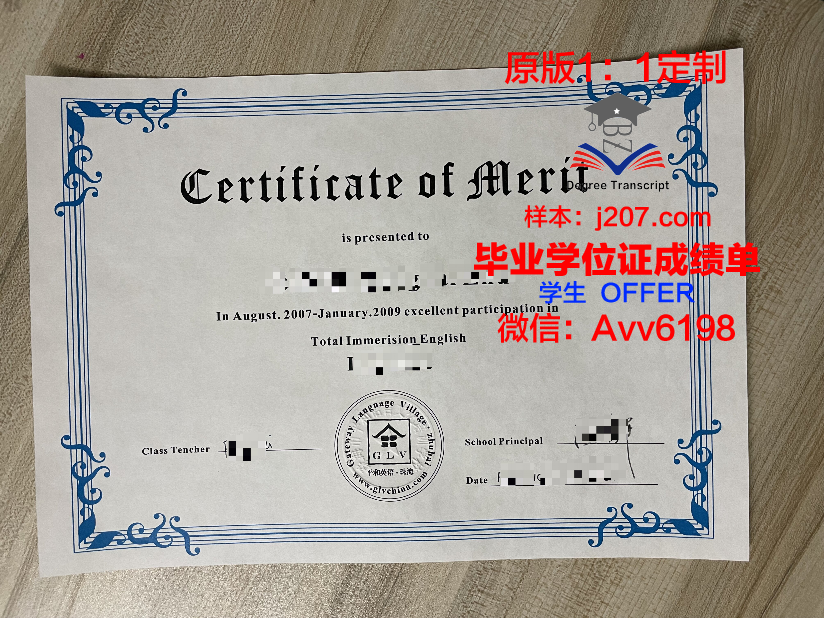 原版1：1定制
BZ
Degree Transcript
样本：j207.com
毕业学位证成绩单
学生 OFFER
微信：Avv6198
Certificate of Merit
is presented to
In August, 2007-January,2009 excellent participation in
Total Immerision English
Class Tencher
Gateway Language Village, zhuhai
GLV
www.glvchina.com
School Principal
Date